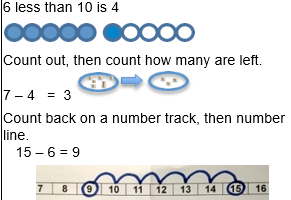 6 less than 10 is 4
Count out, then count how many are left.
7 – 4 = 3
Count back on a number track, then number
line.
15 – 6 = 9
7 8 9 10 11 12 13 14 15 16